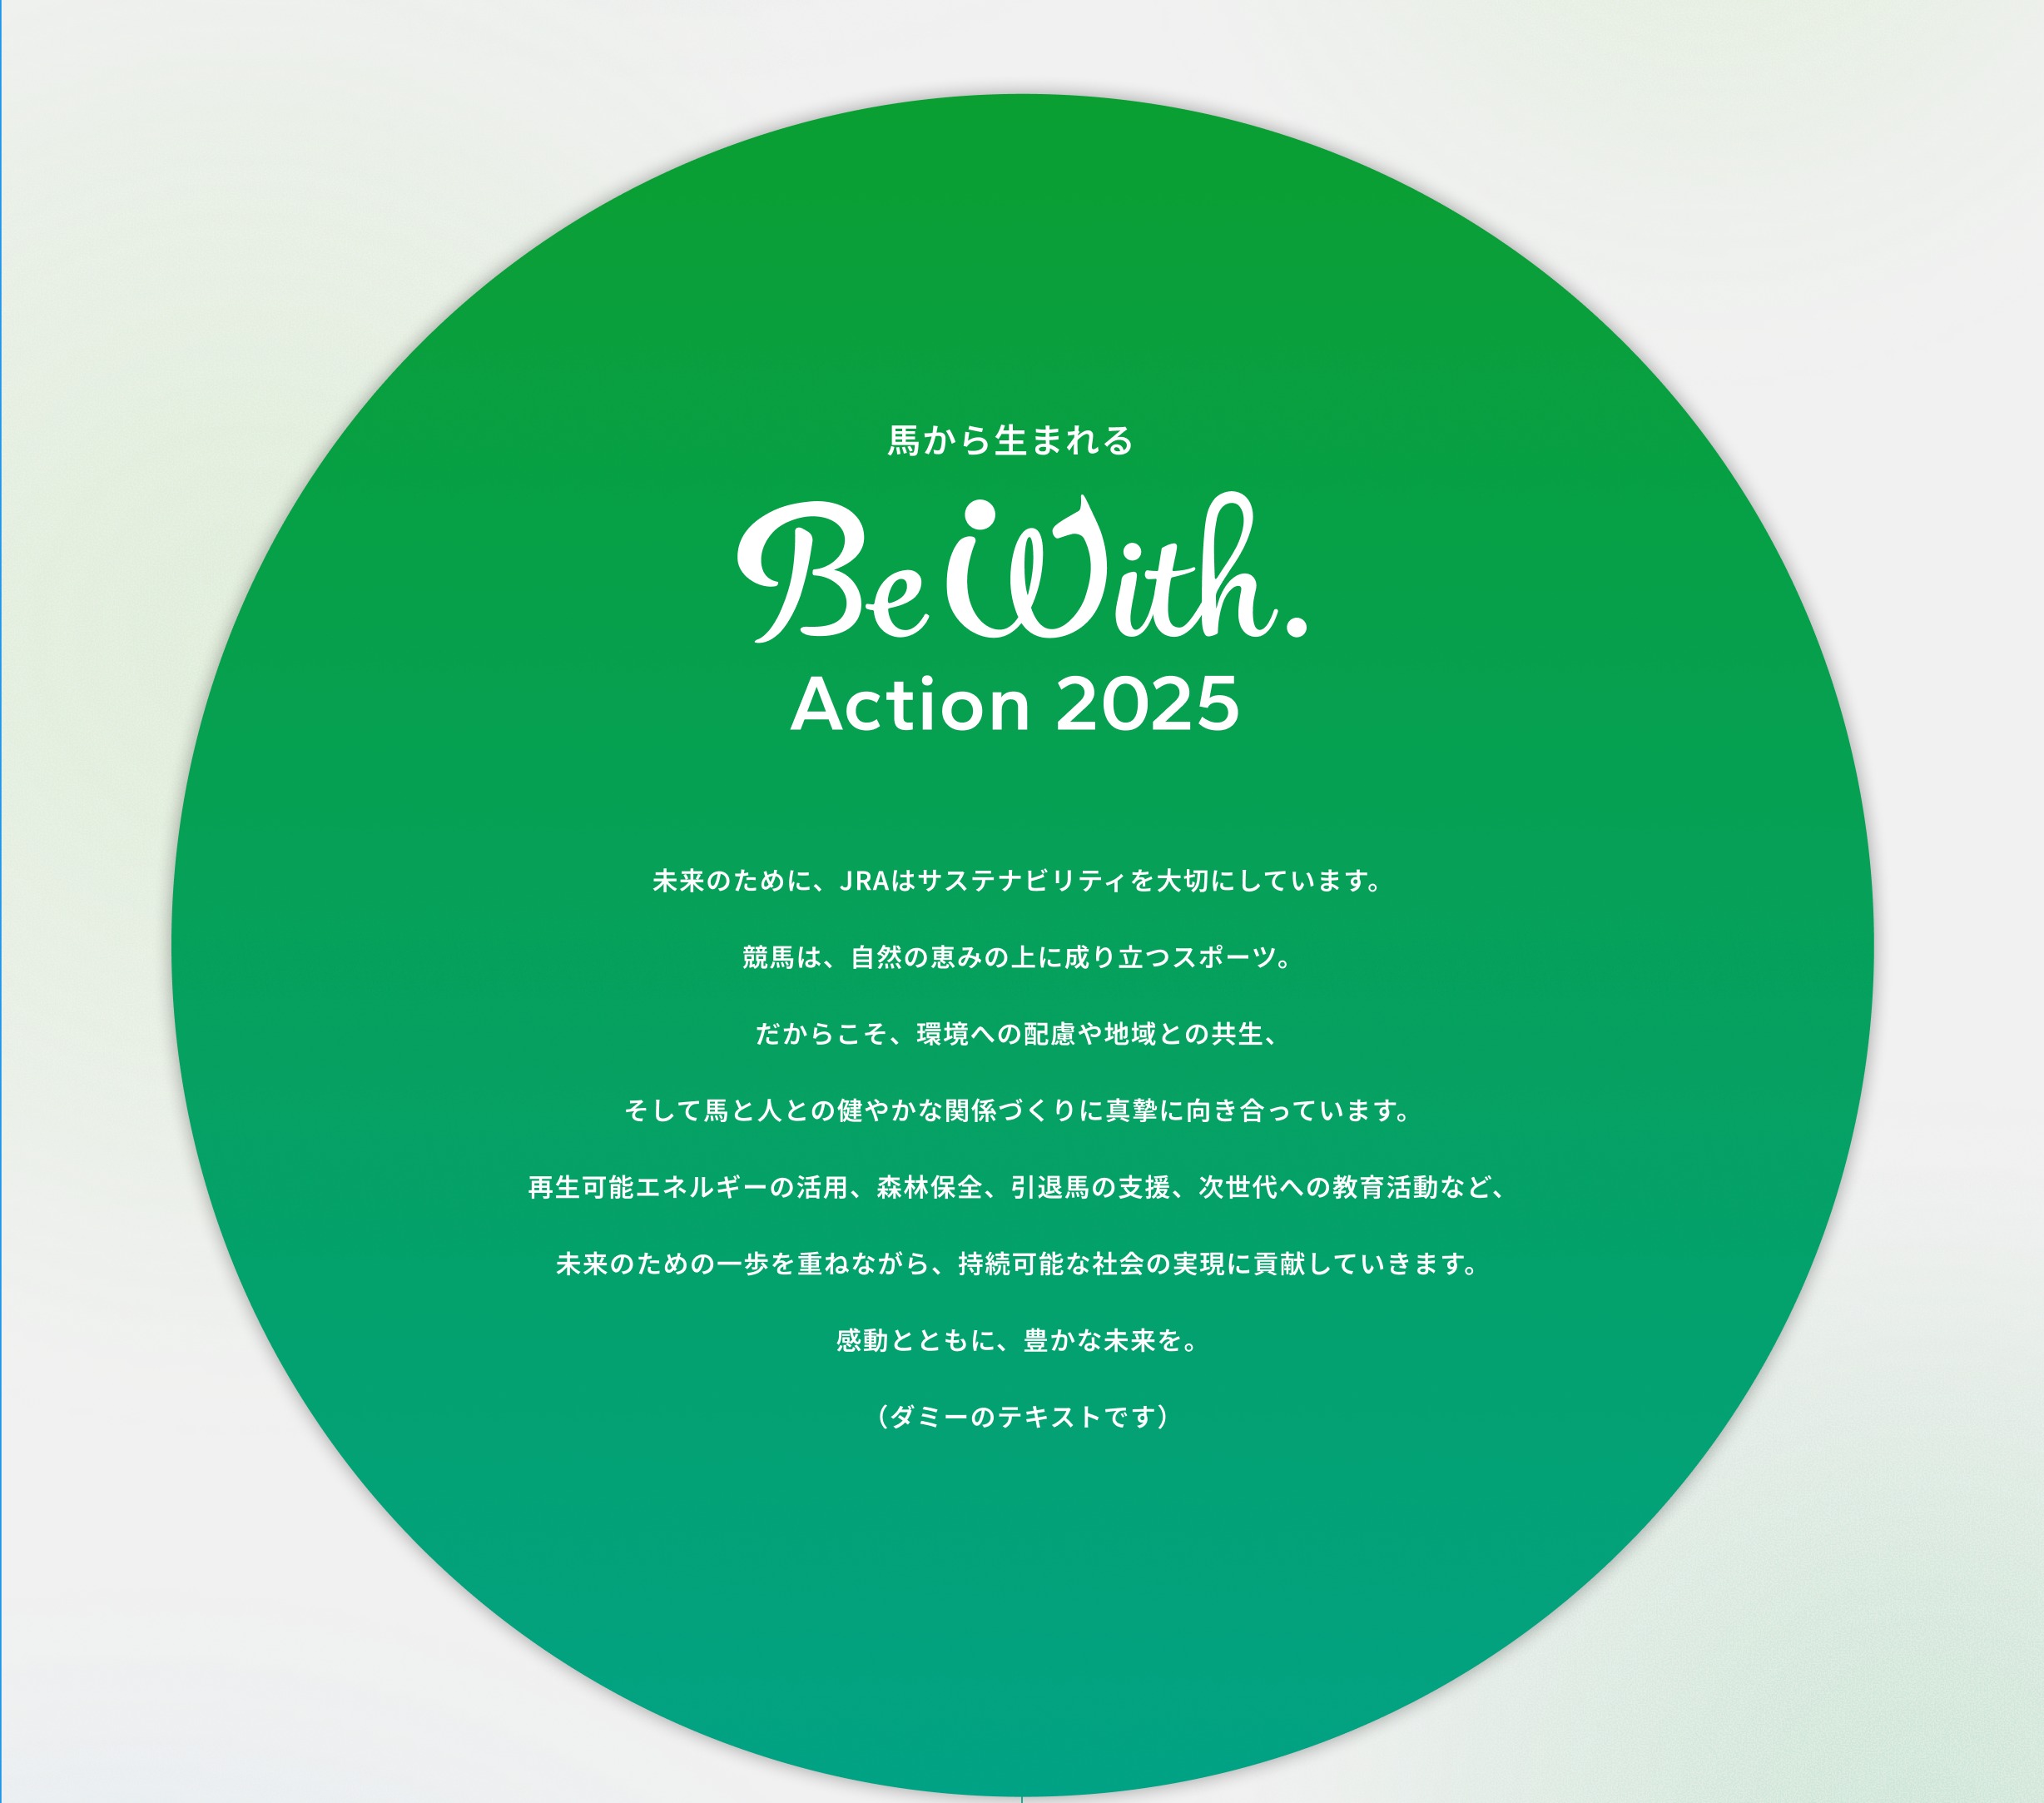 馬から生まれる
Be With.
Action 2025
未来のために、JRAはサステナビリティを大切にしています。
競馬は、自然の恵みの上に成り立つスポーツ。
だからこそ、環境への配慮や地域との共生、
そして馬と人との健やかな関係づくりに真摯に向き合っています。
再生可能エネルギーの活用、森林保全、引退馬の支援、次世代への教育活動など、
未来のための一歩を重ねながら、持続可能な社会の実現に貢献していきます。
感動とともに、豊かな未来を。
（ダミーのテキストです）